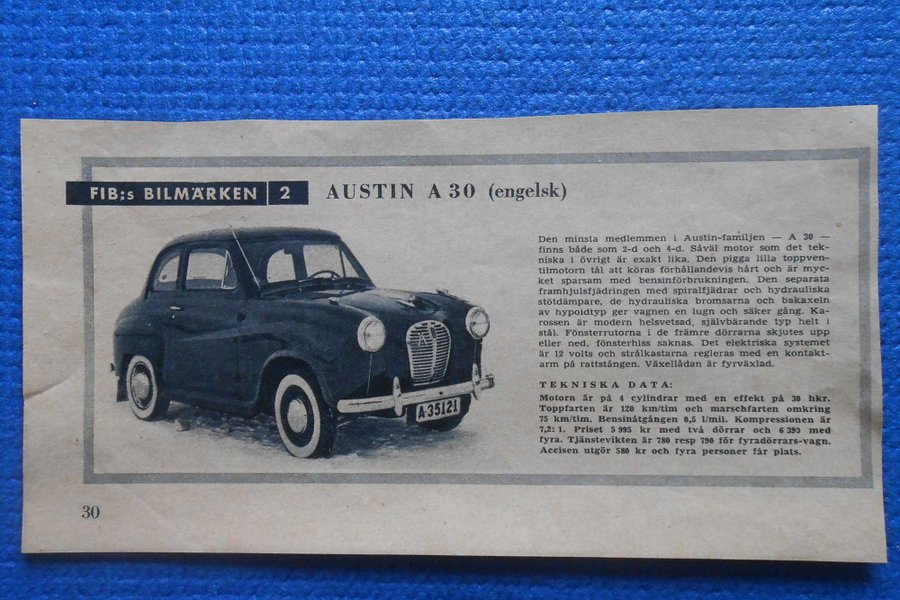 FIB:s BILMÄRKEN 2
AUSTIN A 30 (engelsk)
Den minsta medlemmen i Austin-familjen — A 30 —
finns både som 2-d och 4-d. Såväl motor som det tek-
niska i övrigt är exakt lika. Den pigga lilla toppven-
tilmotorn tål att köras förhållandevis hårt och är myc-
ket sparsam med bensinförbrukningen. Den separata
framhjulsfjädringen med spiralfjädrar och hydrauliska
stötdämpare, de hydrauliska bromsarna och bakaxeln
av hypoidtyp ger vagnen en lugn och säker gång. Ka-
rossen är modern helsvetsad, självbärande typ helt i
stål. Fönsterrutorna i de främre dörrarna skjutes upp
eller ned, fönsterhiss saknas. Det elektriska systemet
är 12 volts och strålkastarna regleras med en kontakt-
arm på rattstången. Växellådan är fyrväxlad.
TEKNISKA DATA:
Motorn är på 4 cylindrar med en effekt på 30 hkr.
Toppfarten är 120 km/tim och marschfarten omkring
75 km/tim. Bensinåtgången 0,5 l/mil. Kompressionen är
7,2: 1. Priset 5 995 kr med två dörrar och 6 395 med
fyra. Tjänstevikten är 780 resp 790 för fyradörrars-vagn.
Accisen utgör 580 kr och fyra personer får plats.
A35121
30